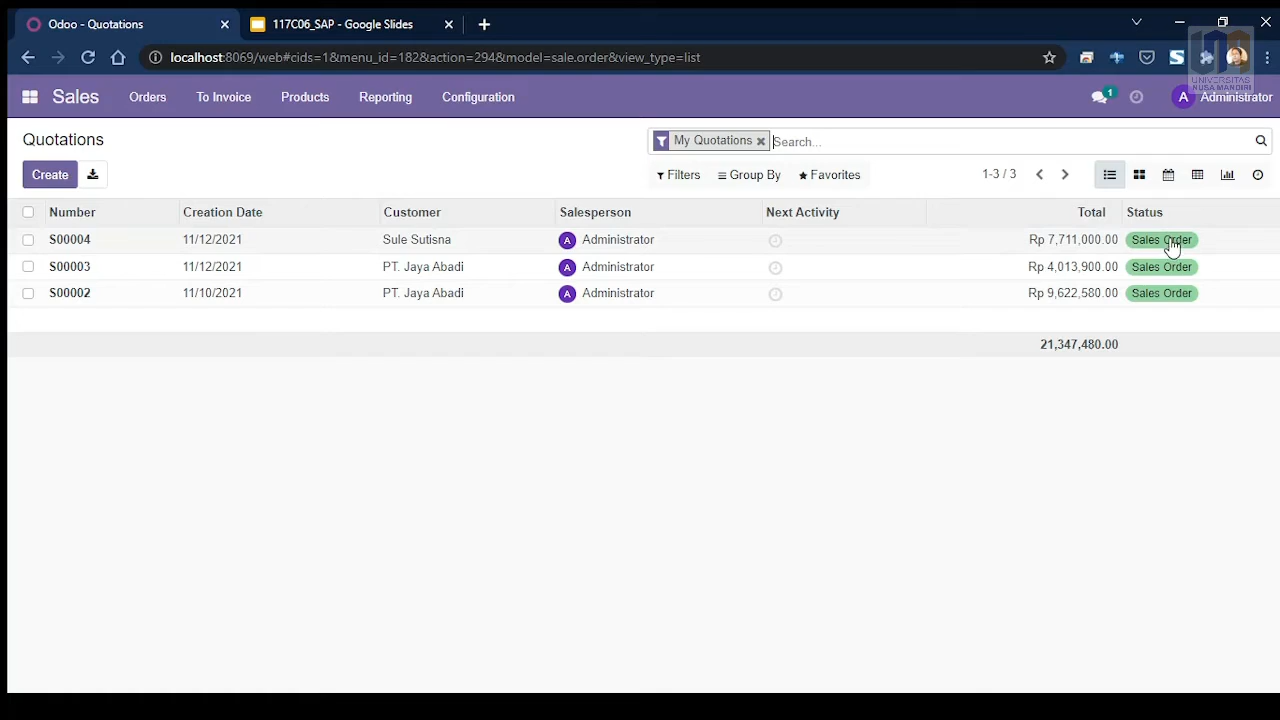 Odoo - Quotations
117C06_SAP - Google Slides
localhost:8069/web#cids=1&menu_id=182&action=294&model=sale.order&view_type=list
UNIVERSITAS
NUSA MANDIRI
Sales Orders To Invoice Products Reporting Configuration 1 A Administrator
Quotations
My Quotations Search...
Create Filters Group By Favorites 1-3 / 3
Number Creation Date Customer Salesperson Next Activity Total Status
S00004 11/12/2021 Sule Sutisna A Administrator Rp 7,711,000.00 Sales Order
S00003 11/12/2021 PT. Jaya Abadi A Administrator Rp 4,013,900.00 Sales Order
S00002 11/10/2021 PT. Jaya Abadi A Administrator Rp 9,622,580.00 Sales Order
21,347,480.00